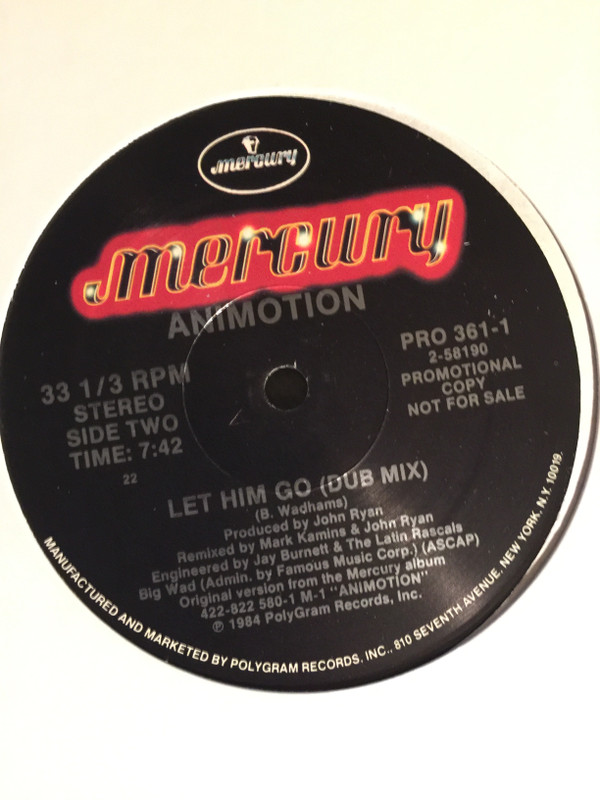 mercury
mercury
ANIMOTION
33 1/3 RPM
STEREO
SIDE TWO
TIME: 7:42
22
PRO 361-1
2-58190
PROMOTIONAL
COPY
NOT FOR SALE
LET HIM GO (DUB MIX)
(B. Wadhams)
Produced by John Ryan
Remixed by Mark Kamins & John Ryan
Engineered by Jay Burnett & The Latin Rascals
Big Wad (Admin. by Famous Music Corp.) (ASCAP)
Original version from the Mercury album
422-822 580-1 M-1 "ANIMOTION"
℗ 1984 PolyGram Records, Inc.
MANUFACTURED AND MARKETED BY POLYGRAM RECORDS, INC., 810 SEVENTH AVENUE, NEW YORK, N.Y. 10019.